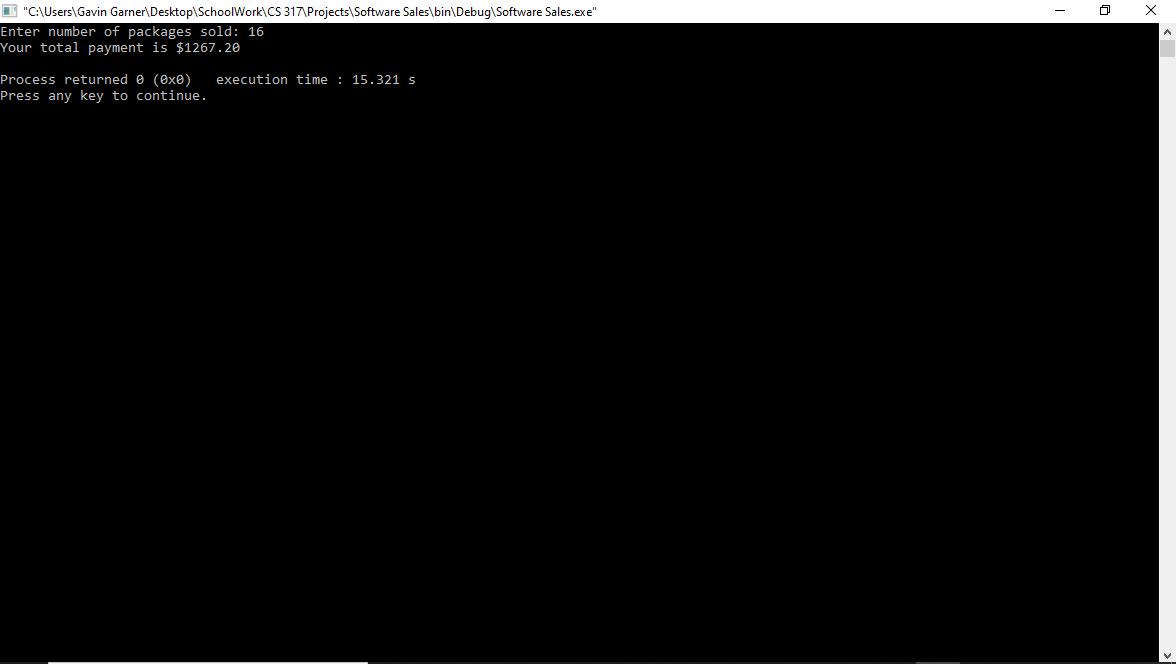 "C:\Users\Gavin Garner\Desktop\SchoolWork\CS 317\Projects\Software Sales\bin\Debug\Software Sales.exe"
Enter number of packages sold: 16
Your total payment is $1267.20
Process returned 0 (0x0)   execution time : 15.321 s
Press any key to continue.